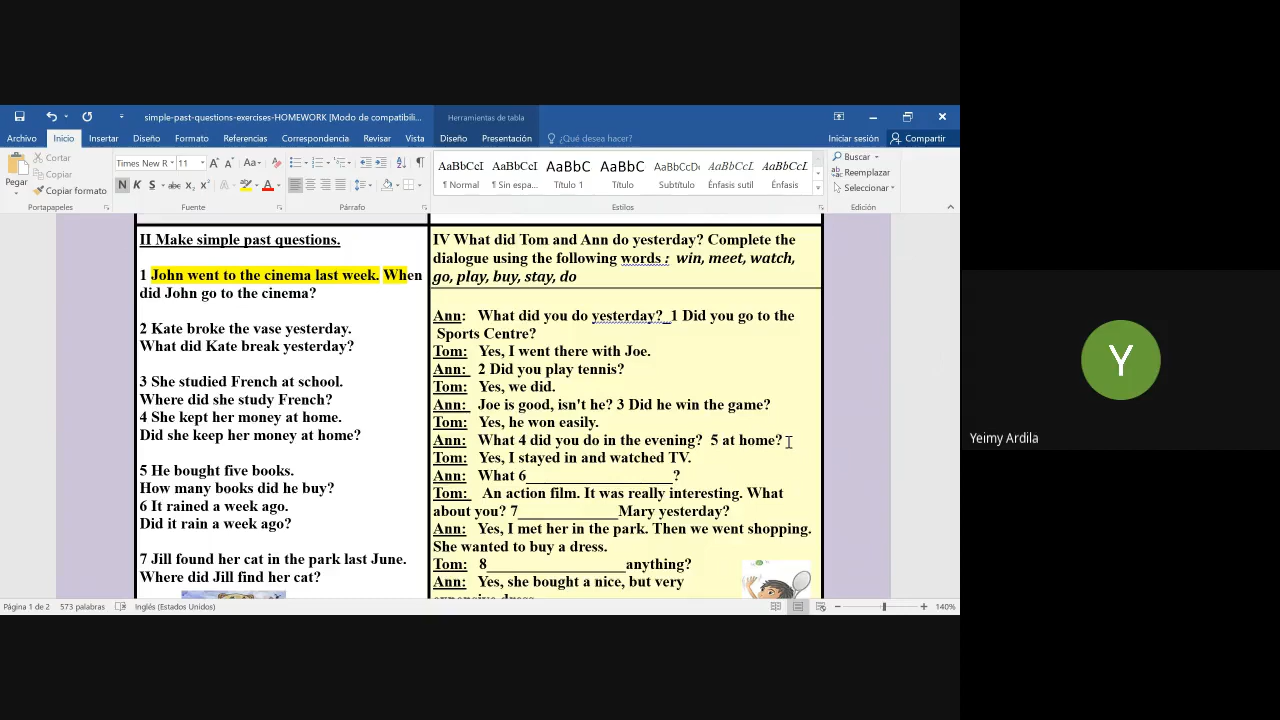 simple-past-questions-exercises-HOMEWORK [Modo de compatibili...
Herramientas de tabla
Archivo Inicio Insertar Diseño Formato Referencias Correspondencia Revisar Vista Diseño Presentación ¿Qué desea hacer? Iniciar sesión Compartir
Pegar
Cortar
Copiar
Copiar formato
Portapapeles
Times New R 11
N K S abc x₂ x²
Fuente
Párrafo
AaBbCcI AaBbCcI AaBbC AaBbC AaBbCcDc AaBbCcL AaBbCcL
¶ Normal ¶ Sin espa... Título 1 Título Subtítulo Énfasis sutil Énfasis
Estilos
Buscar
Reemplazar
Seleccionar
Edición
II Make simple past questions.
1 John went to the cinema last week. When
did John go to the cinema?
2 Kate broke the vase yesterday.
What did Kate break yesterday?
3 She studied French at school.
Where did she study French?
4 She kept her money at home.
Did she keep her money at home?
5 He bought five books.
How many books did he buy?
6 It rained a week ago.
Did it rain a week ago?
7 Jill found her cat in the park last June.
Where did Jill find her cat?
IV What did Tom and Ann do yesterday? Complete the
dialogue using the following words : win, meet, watch,
go, play, buy, stay, do
Ann: What did you do yesterday?_1 Did you go to the
Sports Centre?
Tom: Yes, I went there with Joe.
Ann: 2 Did you play tennis?
Tom: Yes, we did.
Ann: Joe is good, isn't he? 3 Did he win the game?
Tom: Yes, he won easily.
Ann: What 4 did you do in the evening? 5 at home?
Tom: Yes, I stayed in and watched TV.
Ann: What 6____________________?
Tom: An action film. It was really interesting. What
about you? 7______________Mary yesterday?
Ann: Yes, I met her in the park. Then we went shopping.
She wanted to buy a dress.
Tom: 8___________________anything?
Ann: Yes, she bought a nice, but very
Página 1 de 2 573 palabras Inglés (Estados Unidos) 140%
Y
Yeimy Ardila